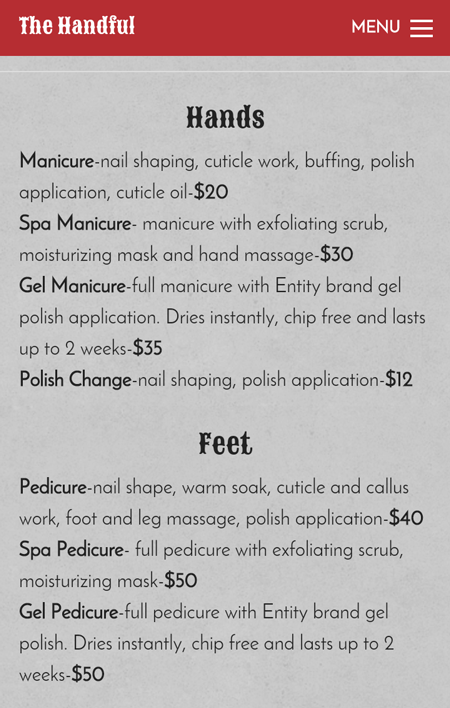 The Handful
MENU
Hands
Manicure-nail shaping, cuticle work, buffing, polish
application, cuticle oil-$20
Spa Manicure- manicure with exfoliating scrub,
moisturizing mask and hand massage-$30
Gel Manicure-full manicure with Entity brand gel
polish application. Dries instantly, chip free and lasts
up to 2 weeks-$35
Polish Change-nail shaping, polish application-$12
Feet
Pedicure-nail shape, warm soak, cuticle and callus
work, foot and leg massage, polish application-$40
Spa Pedicure- full pedicure with exfoliating scrub,
moisturizing mask-$50
Gel Pedicure-full pedicure with Entity brand gel
polish. Dries instantly, chip free and lasts up to 2
weeks-$50